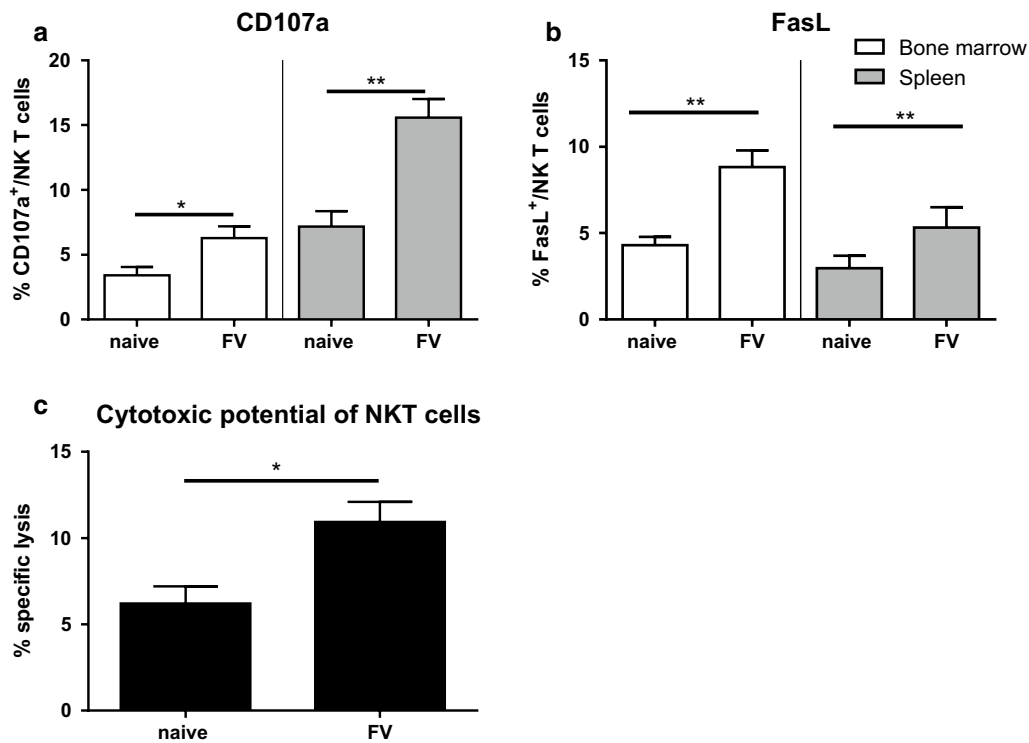 a
CD107a
20
15
10
5
0
% CD107a+/NK T cells
*
**
naive
FV
naive
FV
b
FasL
Bone marrow
Spleen
15
10
5
0
% FasL+/NK T cells
**
**
naive
FV
naive
FV
c
Cytotoxic potential of NKT cells
15
10
5
0
% specific lysis
*
naive
FV